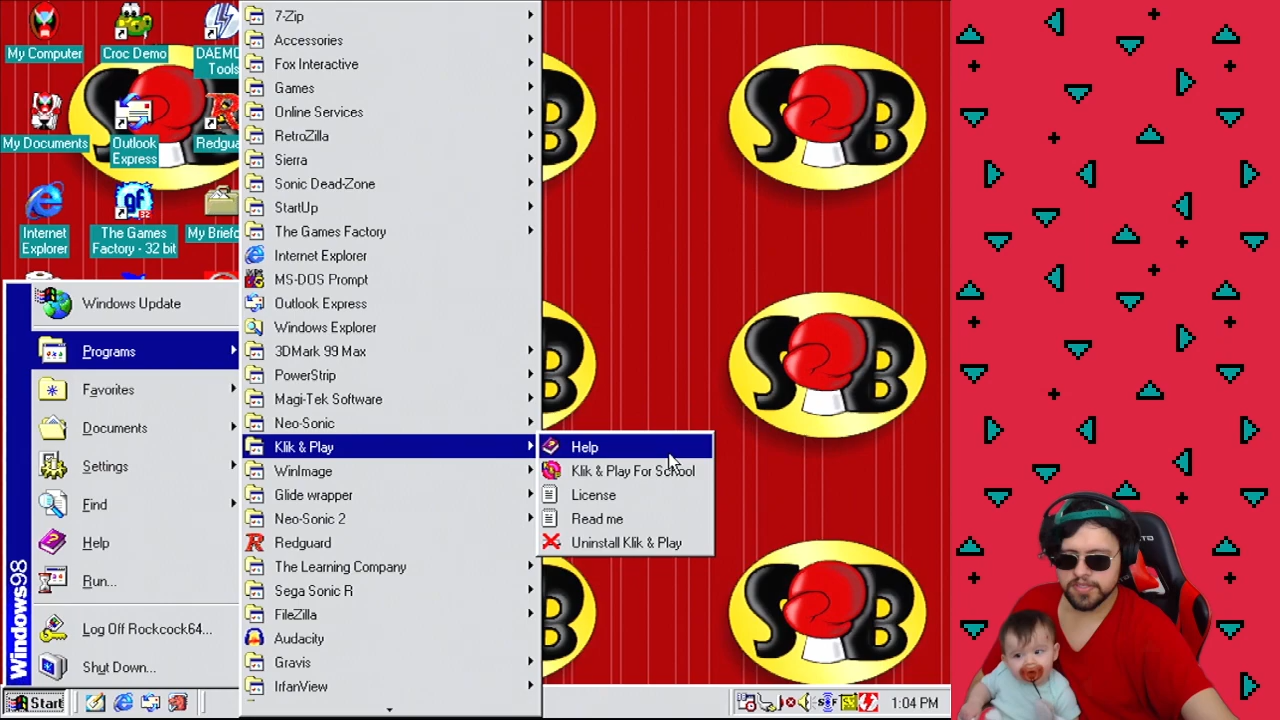 My Computer
Croc Demo
DAEMO
Tools
My Documents
Outlook
Express
Redgua
Internet
Explorer
The Games
Factory - 32 bit
My Briefc
Windows Update
Programs
Favorites
Documents
Settings
Find
Help
Run...
Log Off Rockcock64...
Shut Down...
Windows98
7-Zip
Accessories
Fox Interactive
Games
Online Services
RetroZilla
Sierra
Sonic Dead-Zone
StartUp
The Games Factory
Internet Explorer
MS-DOS Prompt
Outlook Express
Windows Explorer
3DMark 99 Max
PowerStrip
Magi-Tek Software
Neo-Sonic
Klik & Play
WinImage
Glide wrapper
Neo-Sonic 2
Redguard
The Learning Company
Sega Sonic R
FileZilla
Audacity
Gravis
IrfanView
Help
Klik & Play For School
License
Read me
Uninstall Klik & Play
SB
SB
SB
Start
1:04 PM